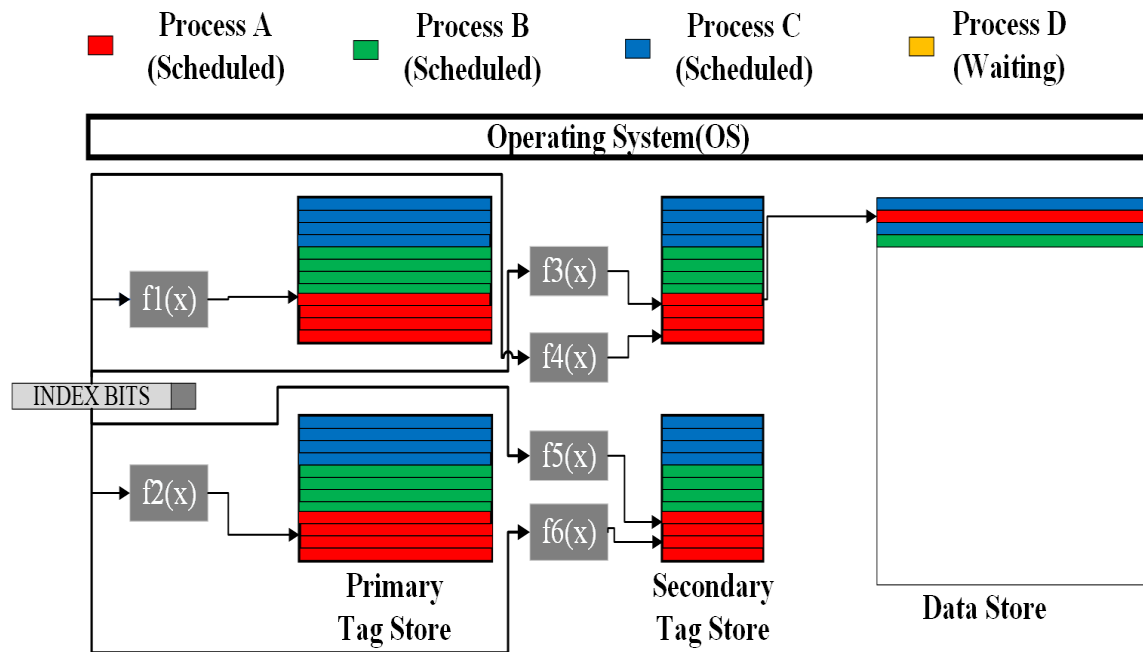 Process A
(Scheduled)
Process B
(Scheduled)
Process C
(Scheduled)
Process D
(Waiting)
Operating System(OS)
f1(x)
f3(x)
f4(x)
INDEX BITS
f2(x)
f5(x)
f6(x)
Primary
Tag Store
Secondary
Tag Store
Data Store